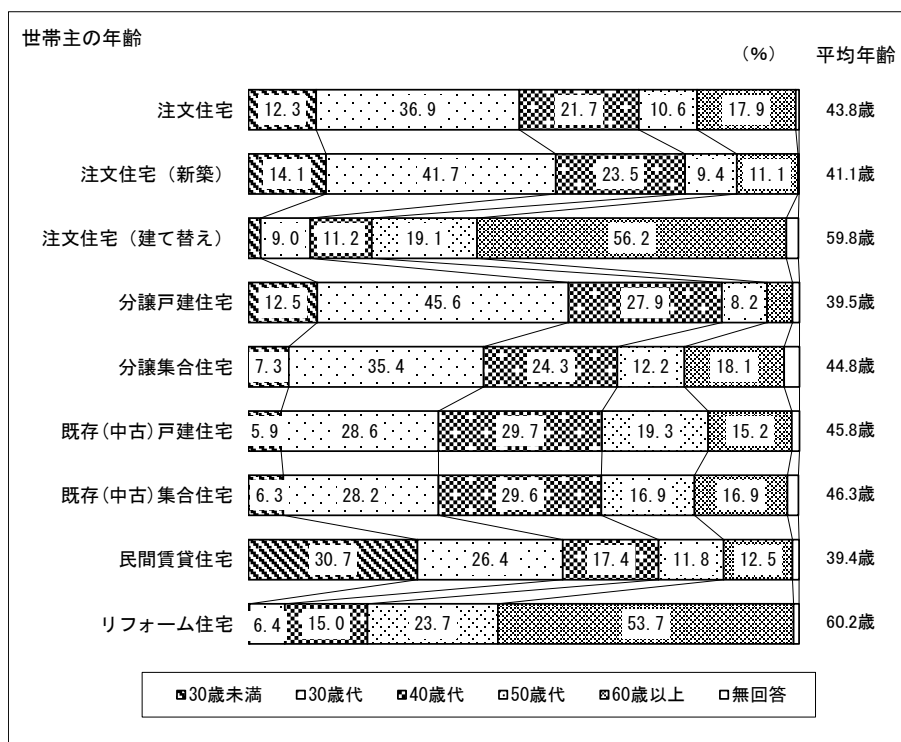 世帯主の年齢
（%） 平均年齢
注文住宅 12.3 36.9 21.7 10.6 17.9 43.8歳
注文住宅（新築） 14.1 41.7 23.5 9.4 11.1 41.1歳
注文住宅（建て替え） 9.0 11.2 19.1 56.2 59.8歳
分譲戸建住宅 12.5 45.6 27.9 8.2 39.5歳
分譲集合住宅 7.3 35.4 24.3 12.2 18.1 44.8歳
既存(中古)戸建住宅 5.9 28.6 29.7 19.3 15.2 45.8歳
既存(中古)集合住宅 6.3 28.2 29.6 16.9 16.9 46.3歳
民間賃貸住宅 30.7 26.4 17.4 11.8 12.5 39.4歳
リフォーム住宅 6.4 15.0 23.7 53.7 60.2歳
30歳未満 30歳代 40歳代 50歳代 60歳以上 無回答